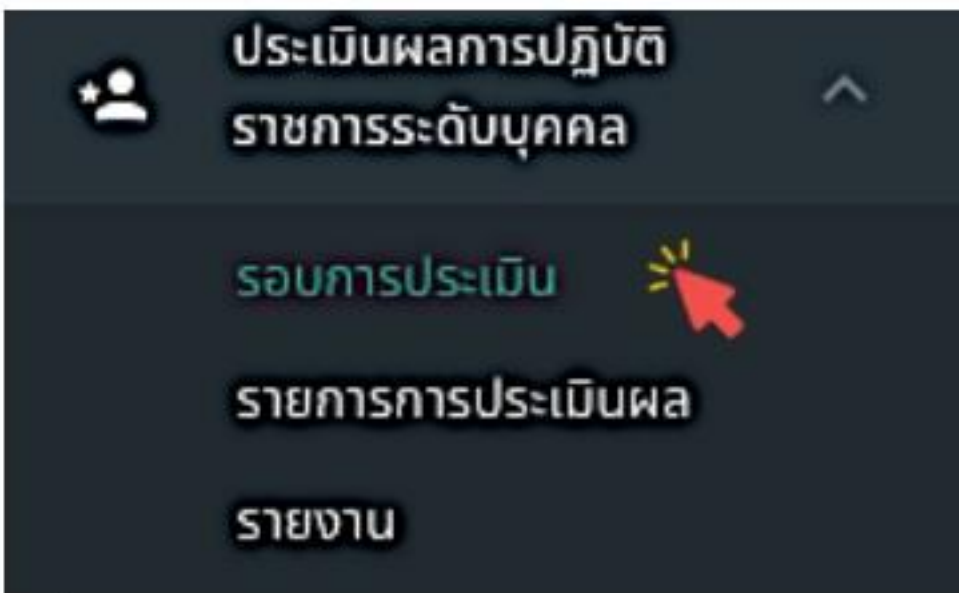 ประเมินผลการปฏิบัติ
ราชการระดับบุคคล
รอบการประเมิน
รายการการประเมินผล
รายงาน